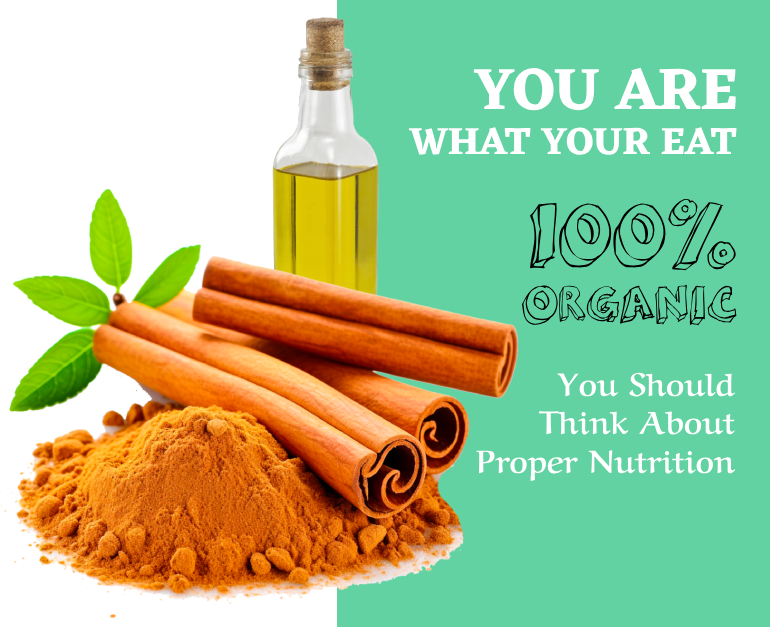 YOU ARE
WHAT YOUR EAT
100%
ORGANIC
You Should
Think About
Proper Nutrition